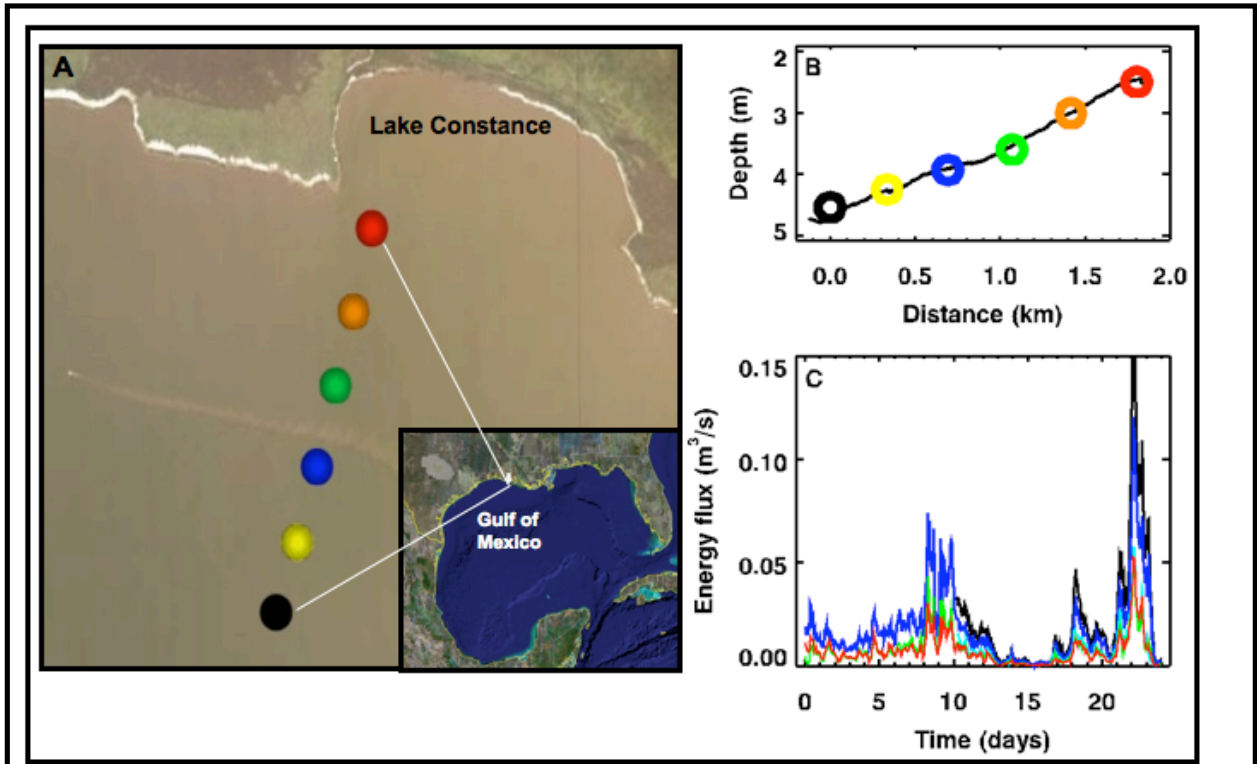 A
Lake Constance
Gulf of
Mexico
B
Depth (m)
2
3
4
5
0.0 0.5 1.0 1.5 2.0
Distance (km)
C
Energy flux (m³/s)
0.15
0.10
0.05
0.00
0 5 10 15 20
Time (days)